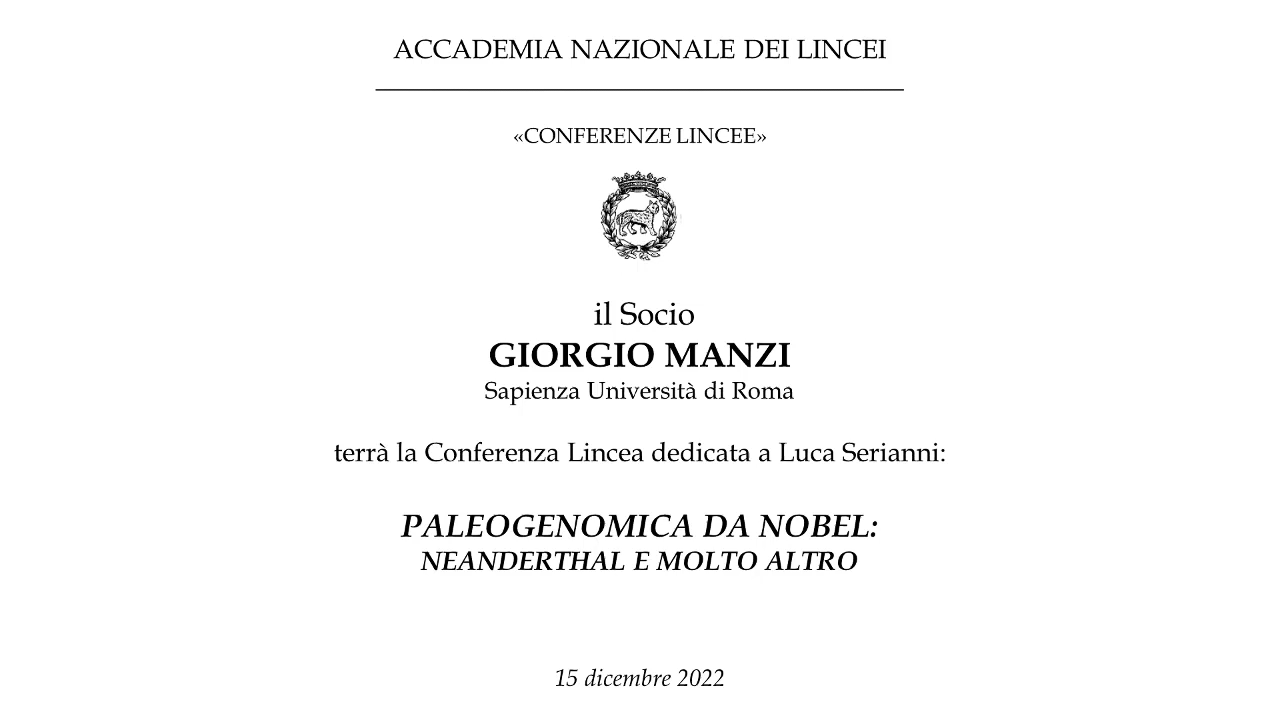 ACCADEMIA NAZIONALE DEI LINCEI
«CONFERENZE LINCEE»
il Socio
GIORGIO MANZI
Sapienza Università di Roma
terrà la Conferenza Lincea dedicata a Luca Serianni:
PALEOGENOMICA DA NOBEL:
NEANDERTHAL E MOLTO ALTRO
15 dicembre 2022